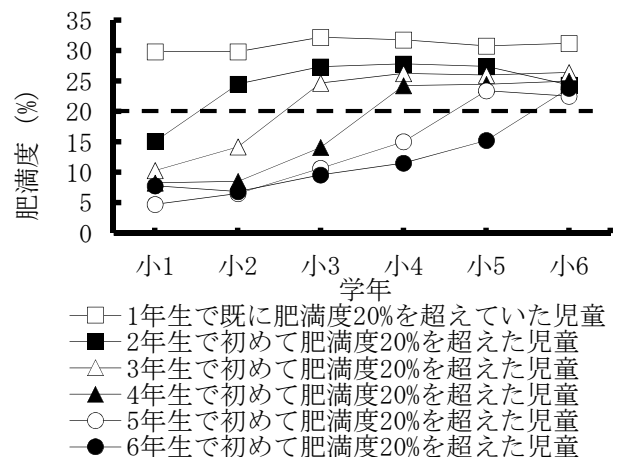 35
30
25
20
15
10
5
0
肥満度 (%)
小1 小2 小3 小4 小5 小6
学年
1年生で既に肥満度20%を超えていた児童
2年生で初めて肥満度20%を超えた児童
3年生で初めて肥満度20%を超えた児童
4年生で初めて肥満度20%を超えた児童
5年生で初めて肥満度20%を超えた児童
6年生で初めて肥満度20%を超えた児童